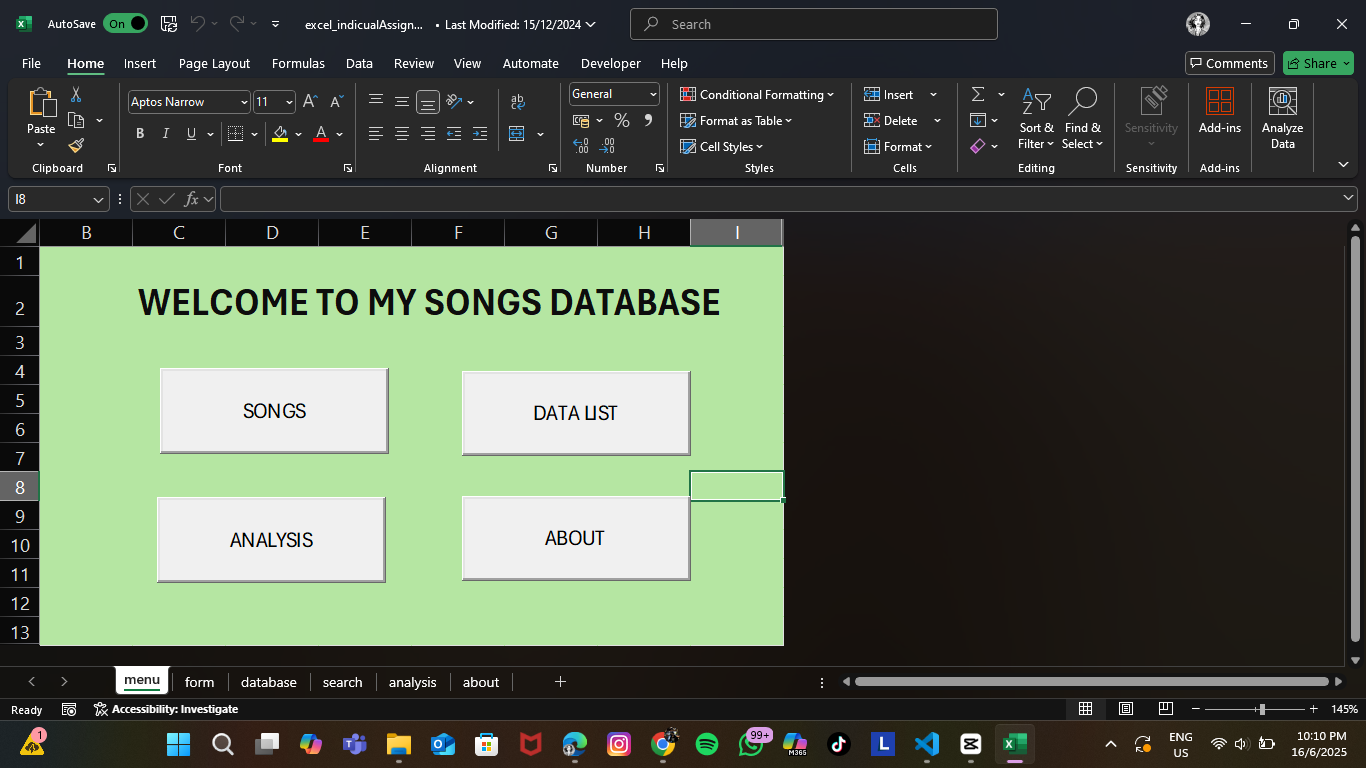 AutoSave On excel_indicualAssign... • Last Modified: 15/12/2024 Search
File Home Insert Page Layout Formulas Data Review View Automate Developer Help Comments Share
Paste Aptos Narrow 11 A A ab General Conditional Formatting Insert Sort & Filter Find & Select Sensitivity Add-ins Analyze Data
B I U A % Format as Table Delete
Cell Styles Format
Clipboard Font Alignment Number Styles Cells Editing Sensitivity Add-ins
I8 fx
B C D E F G H I
1
WELCOME TO MY SONGS DATABASE
2
3
4
SONGS DATA LIST
5
6
7
8
9
ANALYSIS ABOUT
10
11
12
13
menu form database search analysis about
Ready Accessibility: Investigate 145%
1 99+ M365 L ENG US 10:10 PM 16/6/2025